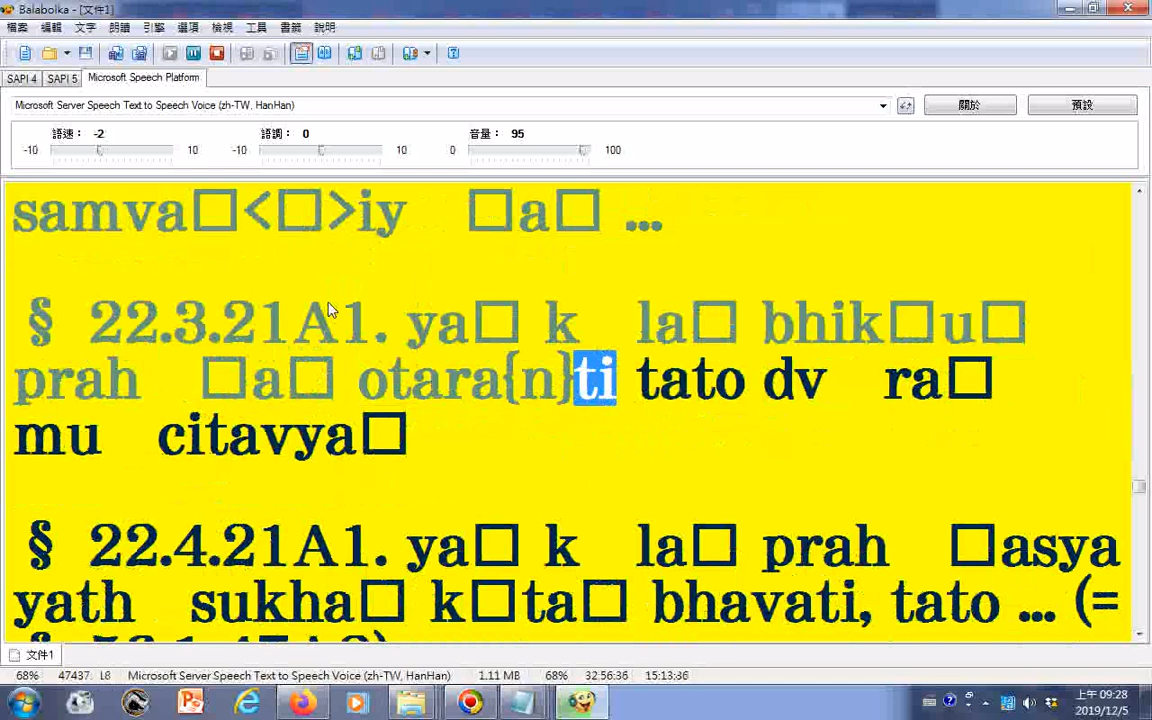 Balabolka - [文件1]
檔案 編輯 文字 朗讀 引擎 選項 檢視 工具 書籤 說明
SAPI 4 SAPI 5 Microsoft Speech Platform
Microsoft Server Speech Text to Speech Voice (zh-TW, HanHan) 關於 預設
語速： -2 語調： 0 音量： 95
-10 10 -10 10 0 100
samva□<□>iy □a□ ...
§ 22.3.21A1. ya□ k la□ bhik□u□
prah □a□ otara{n}ti tato dv ra□
mu citavya□
§ 22.4.21A1. ya□ k la□ prah □asya
yath sukha□ k□ta□ bhavati, tato ... (=
文件1
68% 47437: L8 Microsoft Server Speech Text to Speech Voice (zh-TW, HanHan) 1.11 MB 68% 32:56:36 15:13:36
上午 09:28
2019/12/5